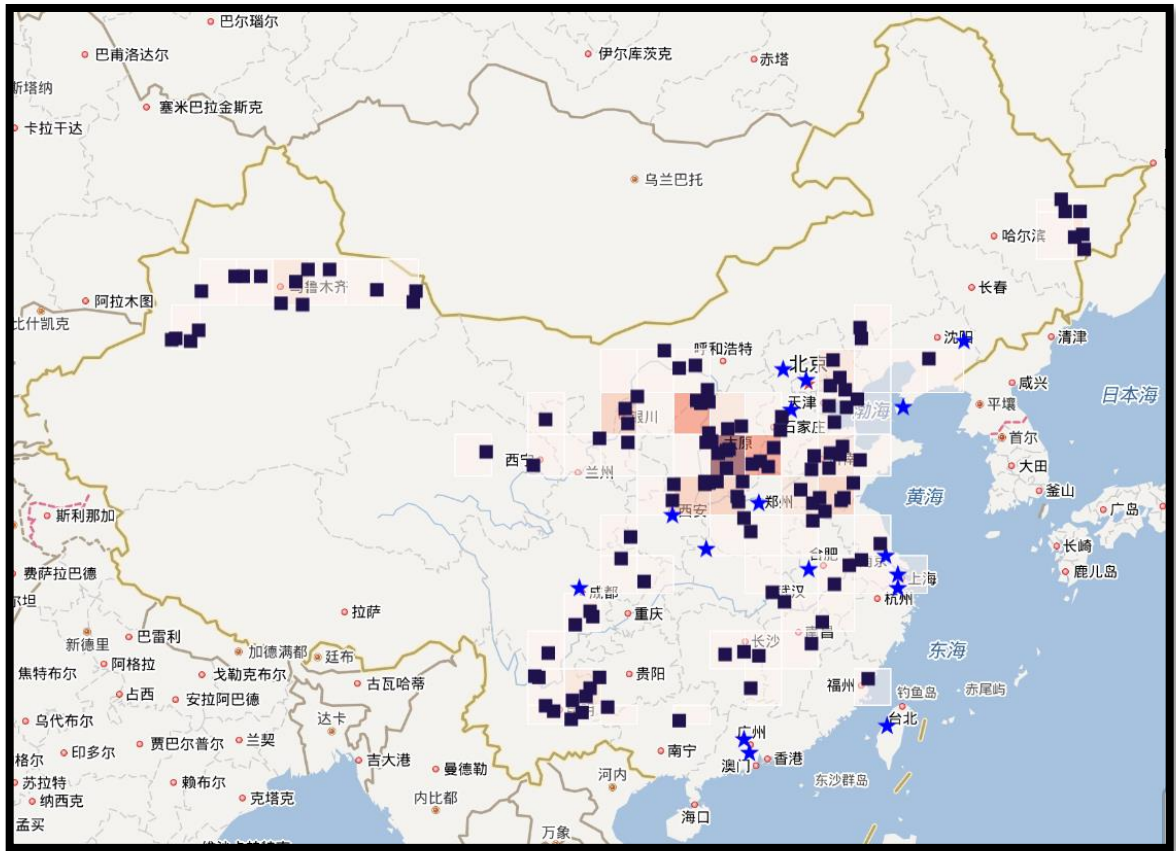 巴尔瑙尔
巴甫洛达尔
伊尔库茨克
赤塔
斯塔纳
塞米巴拉金斯克
卡拉干达
乌兰巴托
哈尔滨
乌鲁木齐
阿拉木图
长春
比什凯克
沈阳
清津
呼和浩特
北京
咸兴
日本海
天津
渤海
平壤
银川
石家庄
首尔
太原
西宁
济南
大田
兰州
釜山
黄海
斯利那加
西安
郑州
广岛
长崎
合肥
南京
鹿儿岛
费萨拉巴德
上海
成都
尔坦
武汉
杭州
拉萨
重庆
新德里
巴雷利
南昌
长沙
加德满都
廷布
东海
焦特布尔
阿格拉
戈勒克布尔
贵阳
古瓦哈蒂
福州
钓鱼岛
赤尾屿
占西
安拉阿巴德
乌代布尔
达卡
台北
广州
贾巴尔普尔
兰契
印多尔
南宁
格尔
吉大港
曼德勒
澳门
香港
河内
东沙群岛
苏拉特
赖布尔
纳西克
克塔克
内比都
海口
孟买
万象